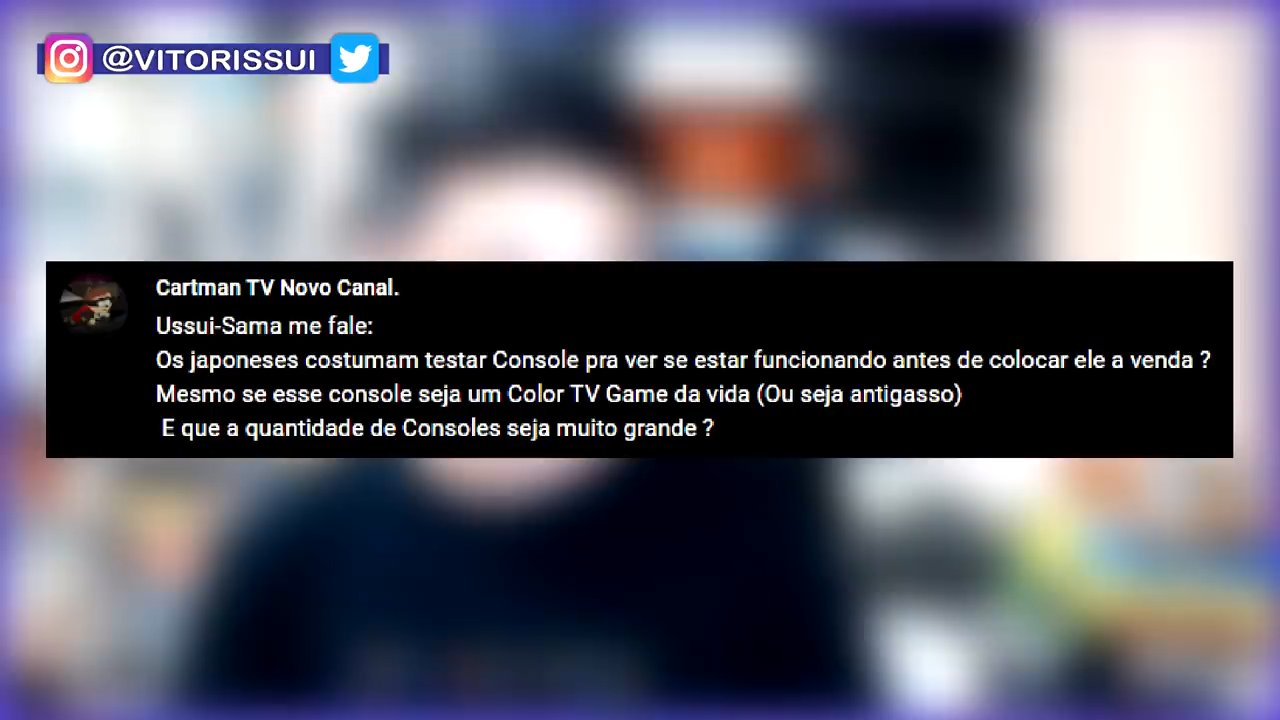 @VITORISSUI
Cartman TV Novo Canal.
Ussui-Sama me fale:
Os japoneses costumam testar Console pra ver se estar funcionando antes de colocar ele a venda ?
Mesmo se esse console seja um Color TV Game da vida (Ou seja antigasso)
E que a quantidade de Consoles seja muito grande ?